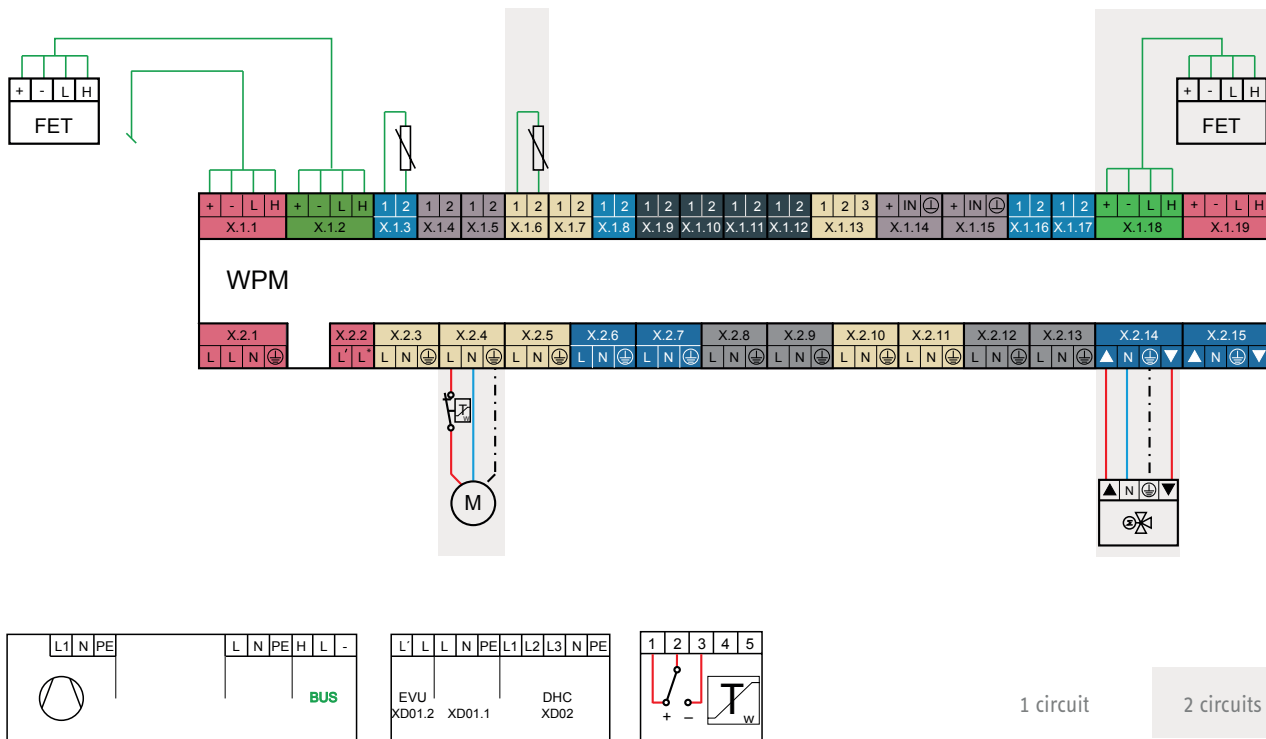 + - L H
FET
+ - L H
FET
+ - L H + - L H 1 2 1 2 1 2 1 2 1 2 1 2 1 2 1 2 1 2 1 2 1 2 3 + IN + IN 1 2 1 2 + - L H + - L H
X.1.1 X.1.2 X.1.3 X.1.4 X.1.5 X.1.6 X.1.7 X.1.8 X.1.9 X.1.10 X.1.11 X.1.12 X.1.13 X.1.14 X.1.15 X.1.16 X.1.17 X.1.18 X.1.19
WPM
X.2.1 X.2.2 X.2.3 X.2.4 X.2.5 X.2.6 X.2.7 X.2.8 X.2.9 X.2.10 X.2.11 X.2.12 X.2.13 X.2.14 X.2.15
L L N L' L* L N L N L N L N L N L N L N L N L N L N L N ▲ N ▼ ▲ N ▼
T
W
M
▲ N ▼
M
L1 N PE L N PE H L -
BUS
L' L L N PE L1 L2 L3 N PE
EVU DHC
XD01.2 XD01.1 XD02
1 2 3 4 5
+ – T
W
1 circuit 2 circuits